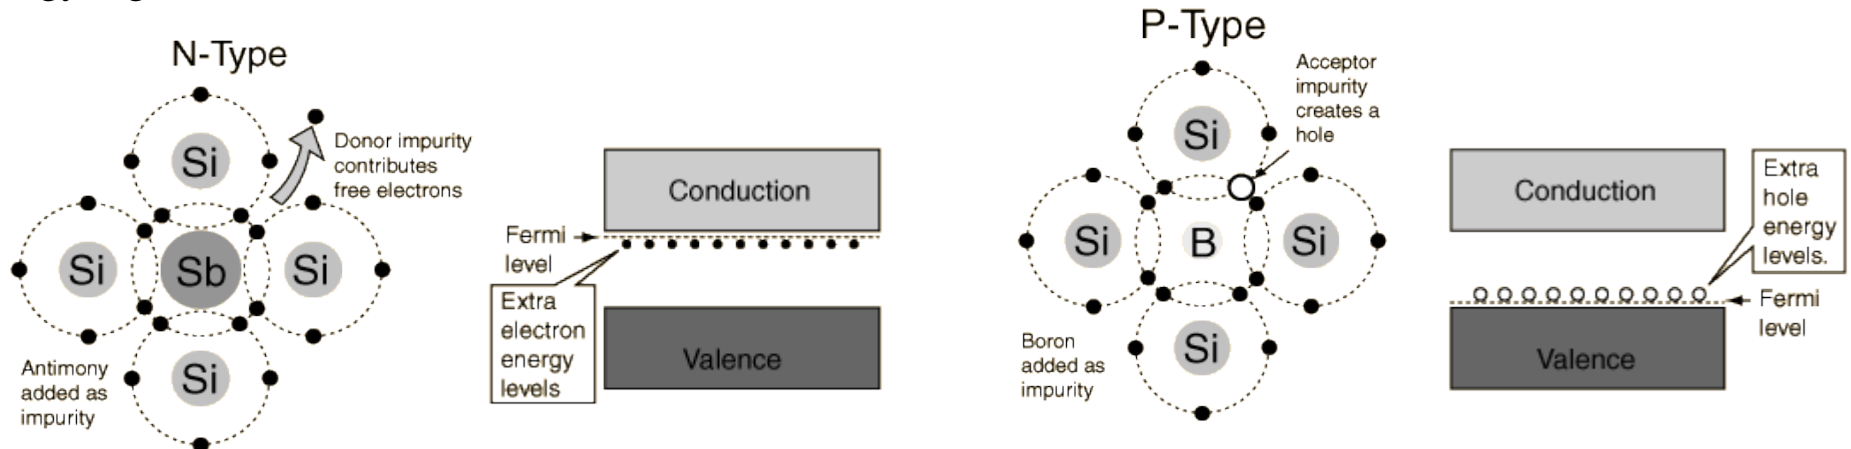 N-Type
Si
Donor impurity
contributes
free electrons
Si
Sb
Si
Si
Antimony
added as
impurity
Conduction
Fermi
level
Extra
electron
energy
levels
Valence
P-Type
Acceptor
impurity
creates a
hole
Si
Si
B
Si
Si
Boron
added as
impurity
Conduction
Extra
hole
energy
levels.
Fermi
level
Valence